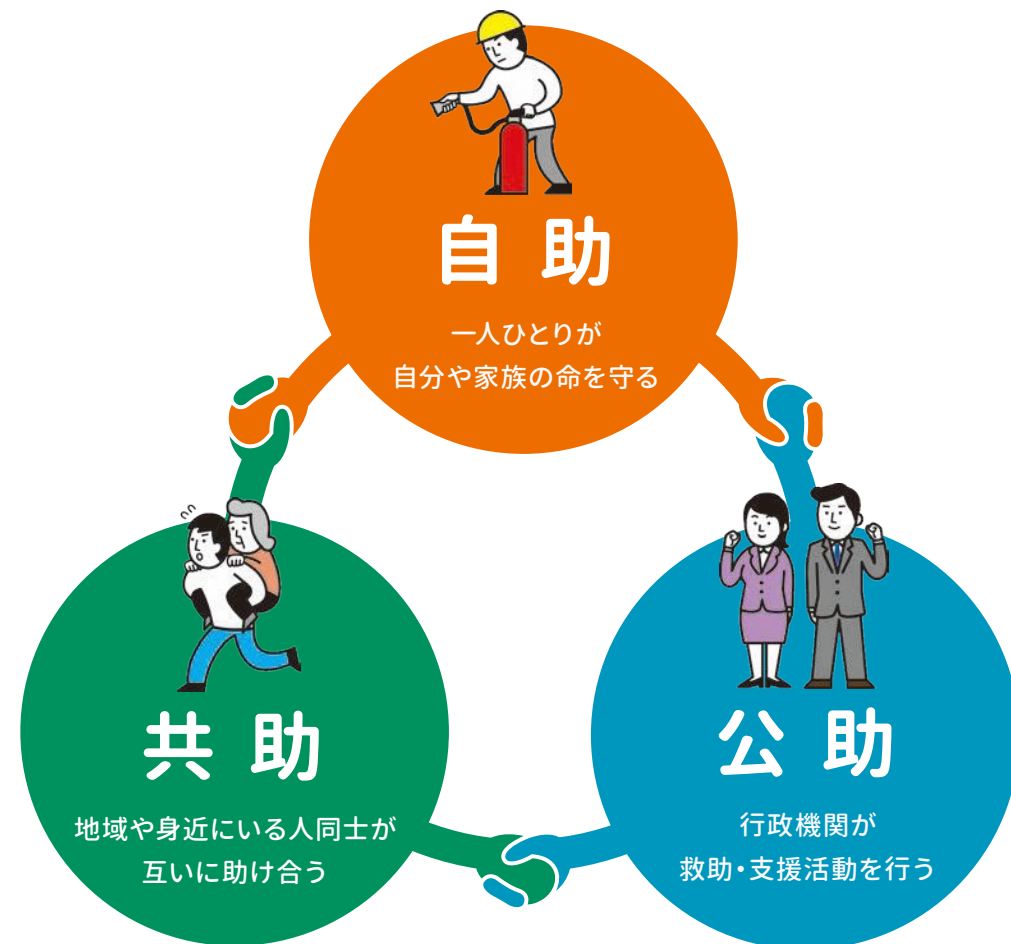 自助
一人ひとりが
自分や家族の命を守る
共助
地域や身近にいる人同士が
互いに助け合う
公助
行政機関が
救助・支援活動を行う